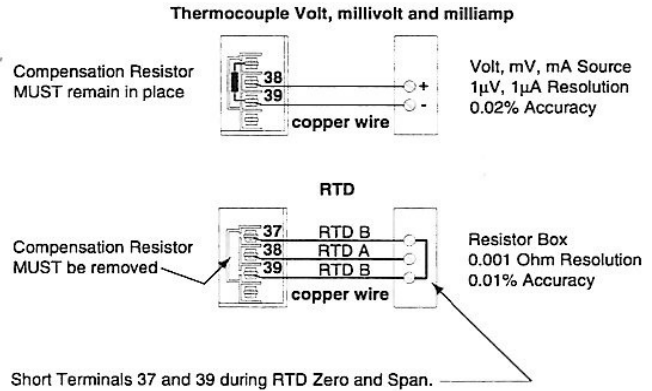 Thermocouple Volt, millivolt and milliamp
Compensation Resistor
MUST remain in place
38
39
+
-
copper wire
Volt, mV, mA Source
1µV, 1µA Resolution
0.02% Accuracy
RTD
Compensation Resistor
MUST be removed
37
38
39
RTD B
RTD A
RTD B
copper wire
Resistor Box
0.001 Ohm Resolution
0.01% Accuracy
Short Terminals 37 and 39 during RTD Zero and Span.